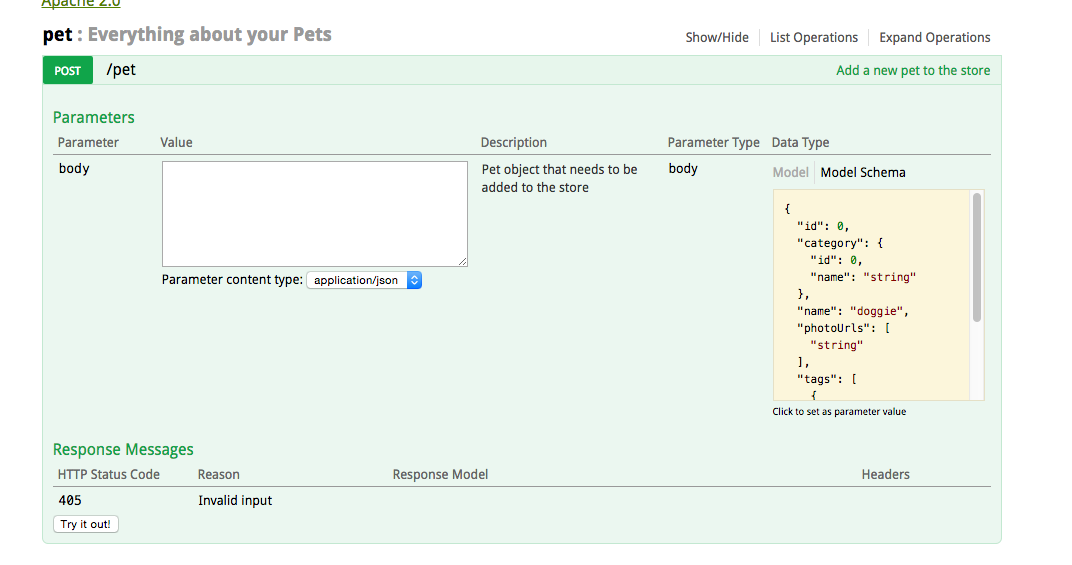 Apache 2.0
pet : Everything about your Pets
Show/Hide List Operations Expand Operations
POST /pet Add a new pet to the store
Parameters
Parameter Value Description Parameter Type Data Type
body Pet object that needs to be added to the store body
Model Model Schema
{
"id": 0,
"category": {
"id": 0,
"name": "string"
},
"name": "doggie",
"photoUrls": [
"string"
],
"tags": [
{
Parameter content type: application/json
Click to set as parameter value
Response Messages
HTTP Status Code Reason Response Model Headers
405 Invalid input
Try it out!